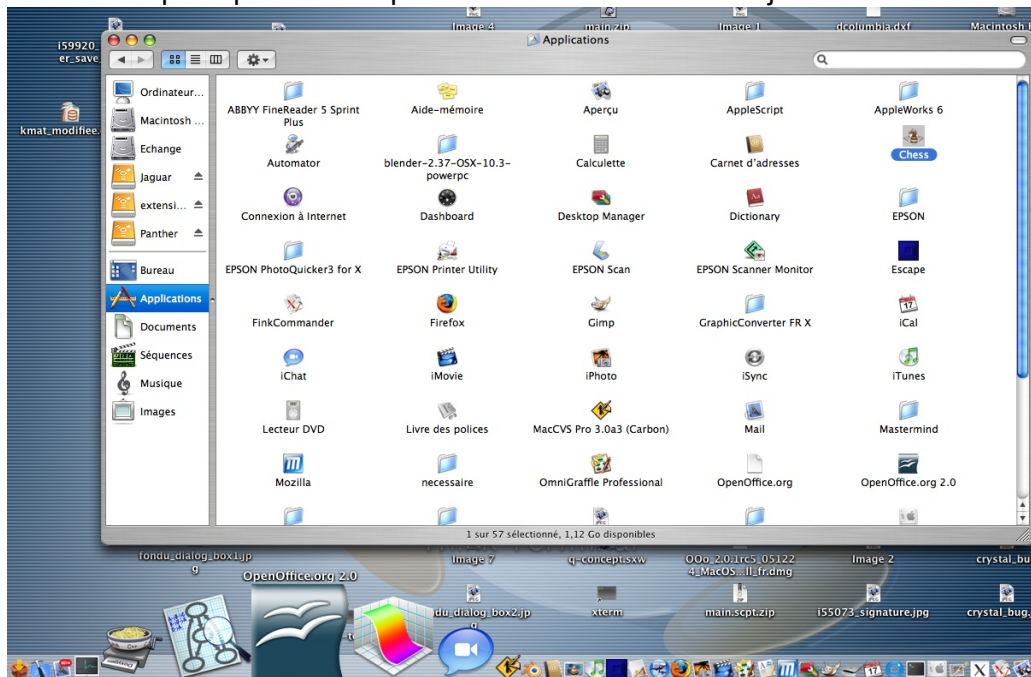 Image 4
main.zip
Image 1
dcolumbia.dxf
Macintosh
i59920_
er_save_
Applications
kmat_modifiee.
Ordinateur...
Macintosh ...
Echange
Jaguar
extensi...
Panther
Bureau
Applications
Documents
Séquences
Musique
Images
ABBYY FineReader 5 Sprint
Plus
Aide-mémoire
Aperçu
AppleScript
AppleWorks 6
Automator
blender-2.37-OSX-10.3-
powerpc
Calculette
Carnet d'adresses
Chess
Connexion à Internet
Dashboard
Desktop Manager
Dictionary
EPSON
EPSON PhotoQuicker3 for X
EPSON Printer Utility
EPSON Scan
EPSON Scanner Monitor
Escape
FinkCommander
Firefox
Gimp
GraphicConverter FR X
iCal
iChat
iMovie
iPhoto
iSync
iTunes
Lecteur DVD
Livre des polices
MacCVS Pro 3.0a3 (Carbon)
Mail
Mastermind
Mozilla
necessaire
OmniGraffle Professional
OpenOffice.org
OpenOffice.org 2.0
1 sur 57 sélectionné, 1,12 Go disponibles
fondu_dialog_box1.jp
g
Image 7
q-concept.sxw
OOo_2.0.1rc5_05122
4_MacOS...ll_fr.dmg
Image 2
crystal_bu
OpenOffice.org 2.0
du_dialog_box2.jp
g
xterm
main.scpt.zip
i55073_signature.jpg
crystal_bug.